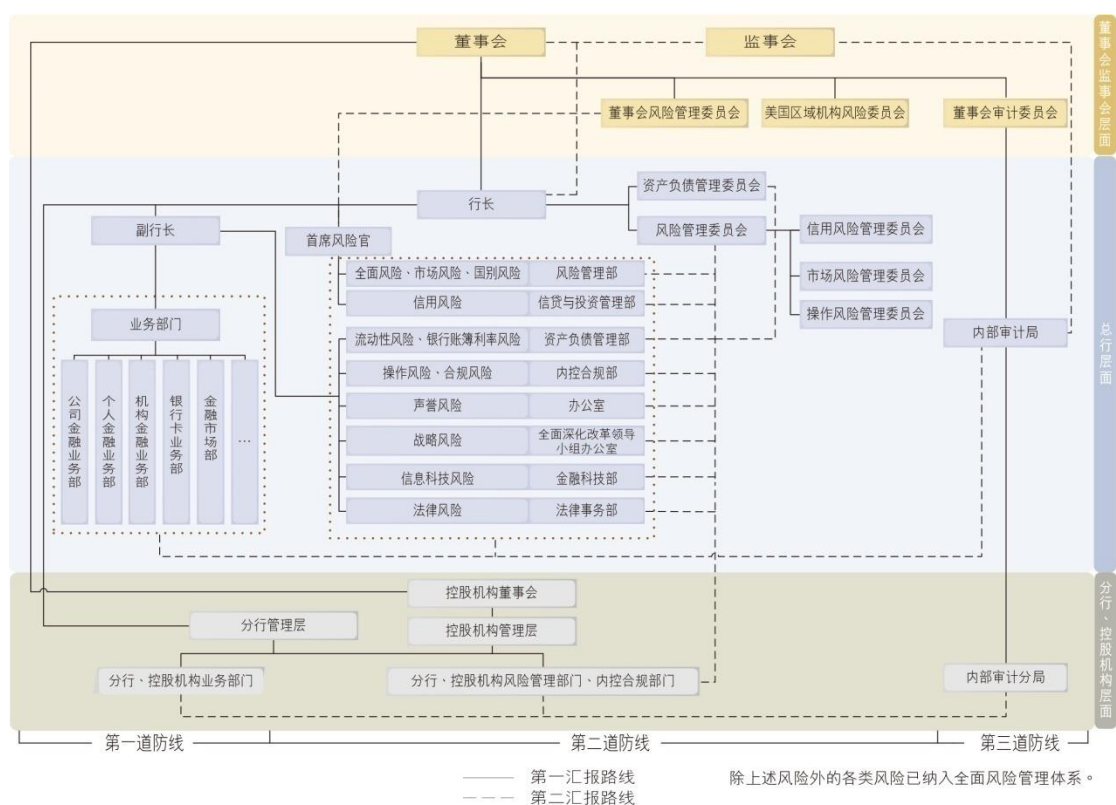 董事会
监事会
董事会风险管理委员会
美国区域机构风险委员会
董事会审计委员会
董事会监事会层面
行长
资产负债管理委员会
副行长
首席风险官
风险管理委员会
信用风险管理委员会
市场风险管理委员会
操作风险管理委员会
全面风险、市场风险、国别风险
风险管理部
信用风险
信贷与投资管理部
流动性风险、银行账簿利率风险
资产负债管理部
操作风险、合规风险
内控合规部
声誉风险
办公室
战略风险
全面深化改革领导
小组办公室
信息科技风险
金融科技部
法律风险
法律事务部
业务部门
公司金融业务部
个人金融业务部
机构金融业务部
银行卡业务部
金融市场部
…
内部审计局
总行层面
控股机构董事会
分行管理层
控股机构管理层
分行、控股机构业务部门
分行、控股机构风险管理部门、内控合规部门
内部审计分局
分行、控股机构层面
第一道防线
第二道防线
第三道防线
第一汇报路线
第二汇报路线
除上述风险外的各类风险已纳入全面风险管理体系。